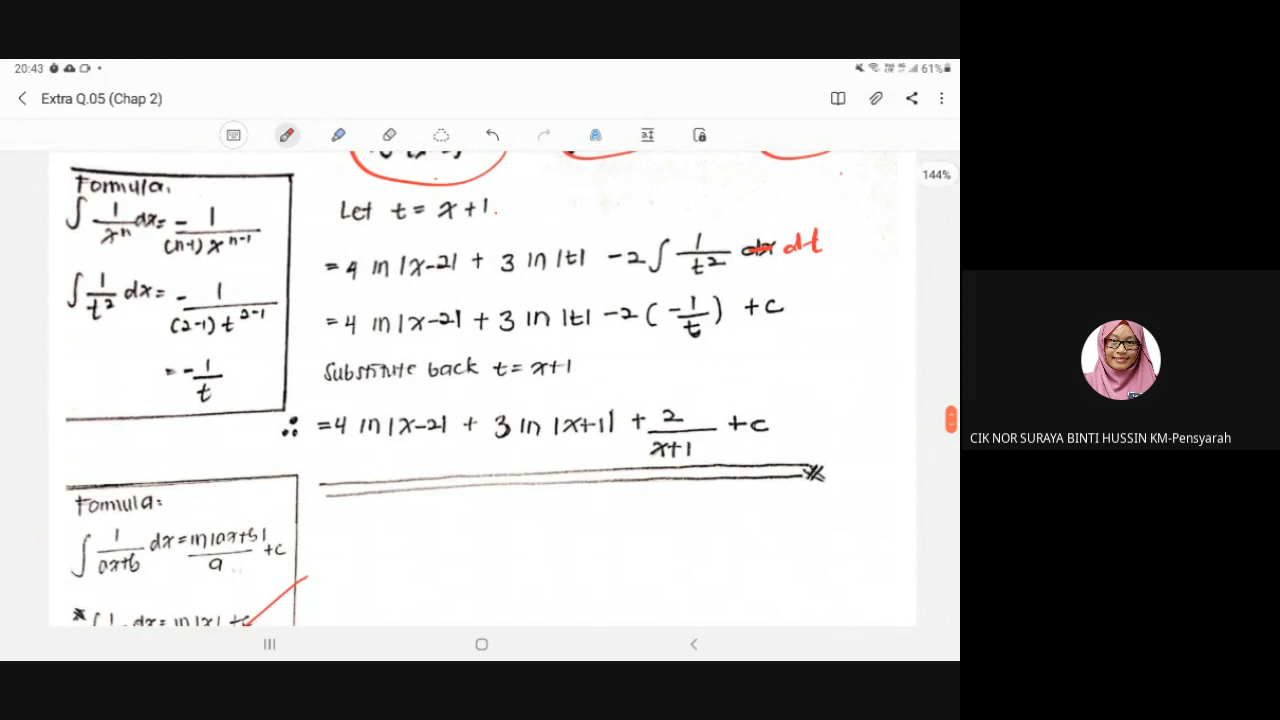 20:43 61%
Extra Q.05 (Chap 2)
144%
Formula:
∫ 1/xⁿ dx = - 1/((n-1) xⁿ⁻¹)
∫ 1/t² dx = - 1/((2-1) t²⁻¹)
= - 1/t
Let t = x+1.
= 4 ln|x-2| + 3 ln|t| - 2∫ 1/t² dt
= 4 ln|x-2| + 3 ln|t| - 2(-1/t) + c
Substitute back t = x+1
∴ = 4 ln|x-2| + 3 ln|x+1| + 2/(x+1) + c
Formula:
∫ 1/(ax+b) dx = ln|ax+b|/a + c
dx = ln|x| + c
CIK NOR SURAYA BINTI HUSSIN KM-Pensyarah